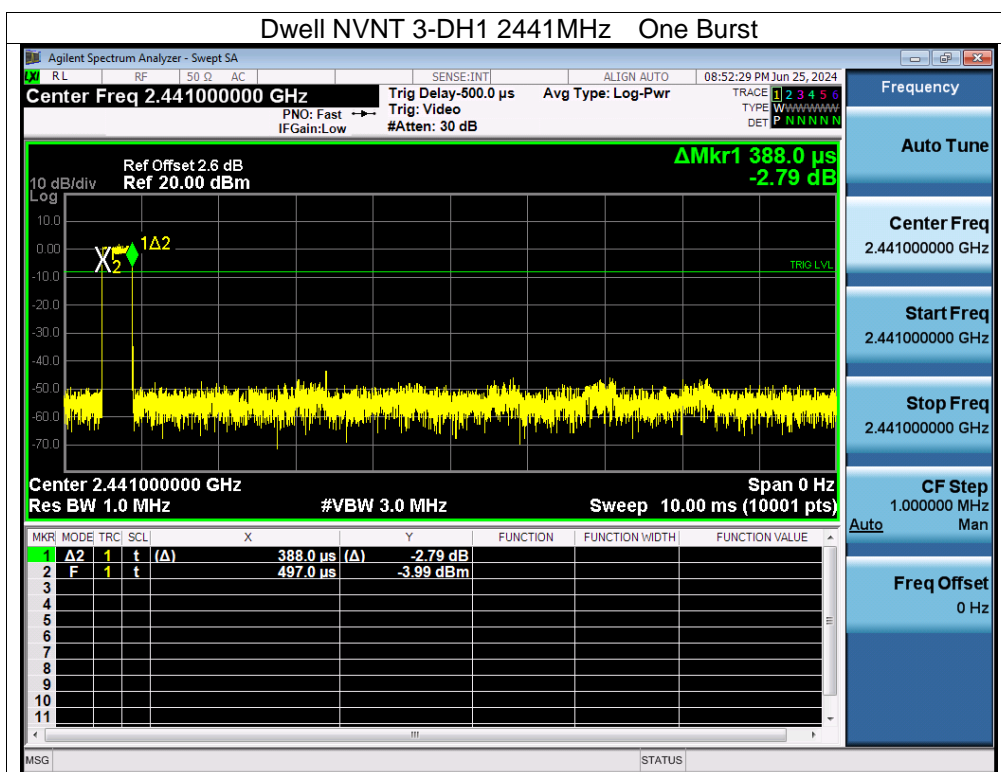 Dwell NVNT 3-DH1 2441MHz One Burst
Agilent Spectrum Analyzer - Swept SA
LXI RL RF 50 Ω AC SENSE:INT ALIGN AUTO 08:52:29 PM Jun 25, 2024
Center Freq 2.441000000 GHz
PNO: Fast
IFGain:Low
Trig Delay-500.0 µs
Trig: Video
#Atten: 30 dB
Avg Type: Log-Pwr
TRACE 1 2 3 4 5 6
TYPE WWWWWW
DET P N N N N N
ΔMkr1 388.0 µs
-2.79 dB
Ref Offset 2.6 dB
10 dB/div Ref 20.00 dBm
Log
10.0
0.00
-10.0
-20.0
-30.0
-40.0
-50.0
-60.0
-70.0
X2
1Δ2
TRIG LVL
Center 2.441000000 GHz Span 0 Hz
Res BW 1.0 MHz #VBW 3.0 MHz Sweep 10.00 ms (10001 pts)
MKR MODE TRC SCL X Y FUNCTION FUNCTION WIDTH FUNCTION VALUE
1 Δ2 1 t (Δ) 388.0 µs (Δ) -2.79 dB
2 F 1 t 497.0 µs -3.99 dBm
3
4
5
6
7
8
9
10
11
MSG STATUS
Frequency
Auto Tune
Center Freq
2.441000000 GHz
Start Freq
2.441000000 GHz
Stop Freq
2.441000000 GHz
CF Step
1.000000 MHz
Auto Man
Freq Offset
0 Hz